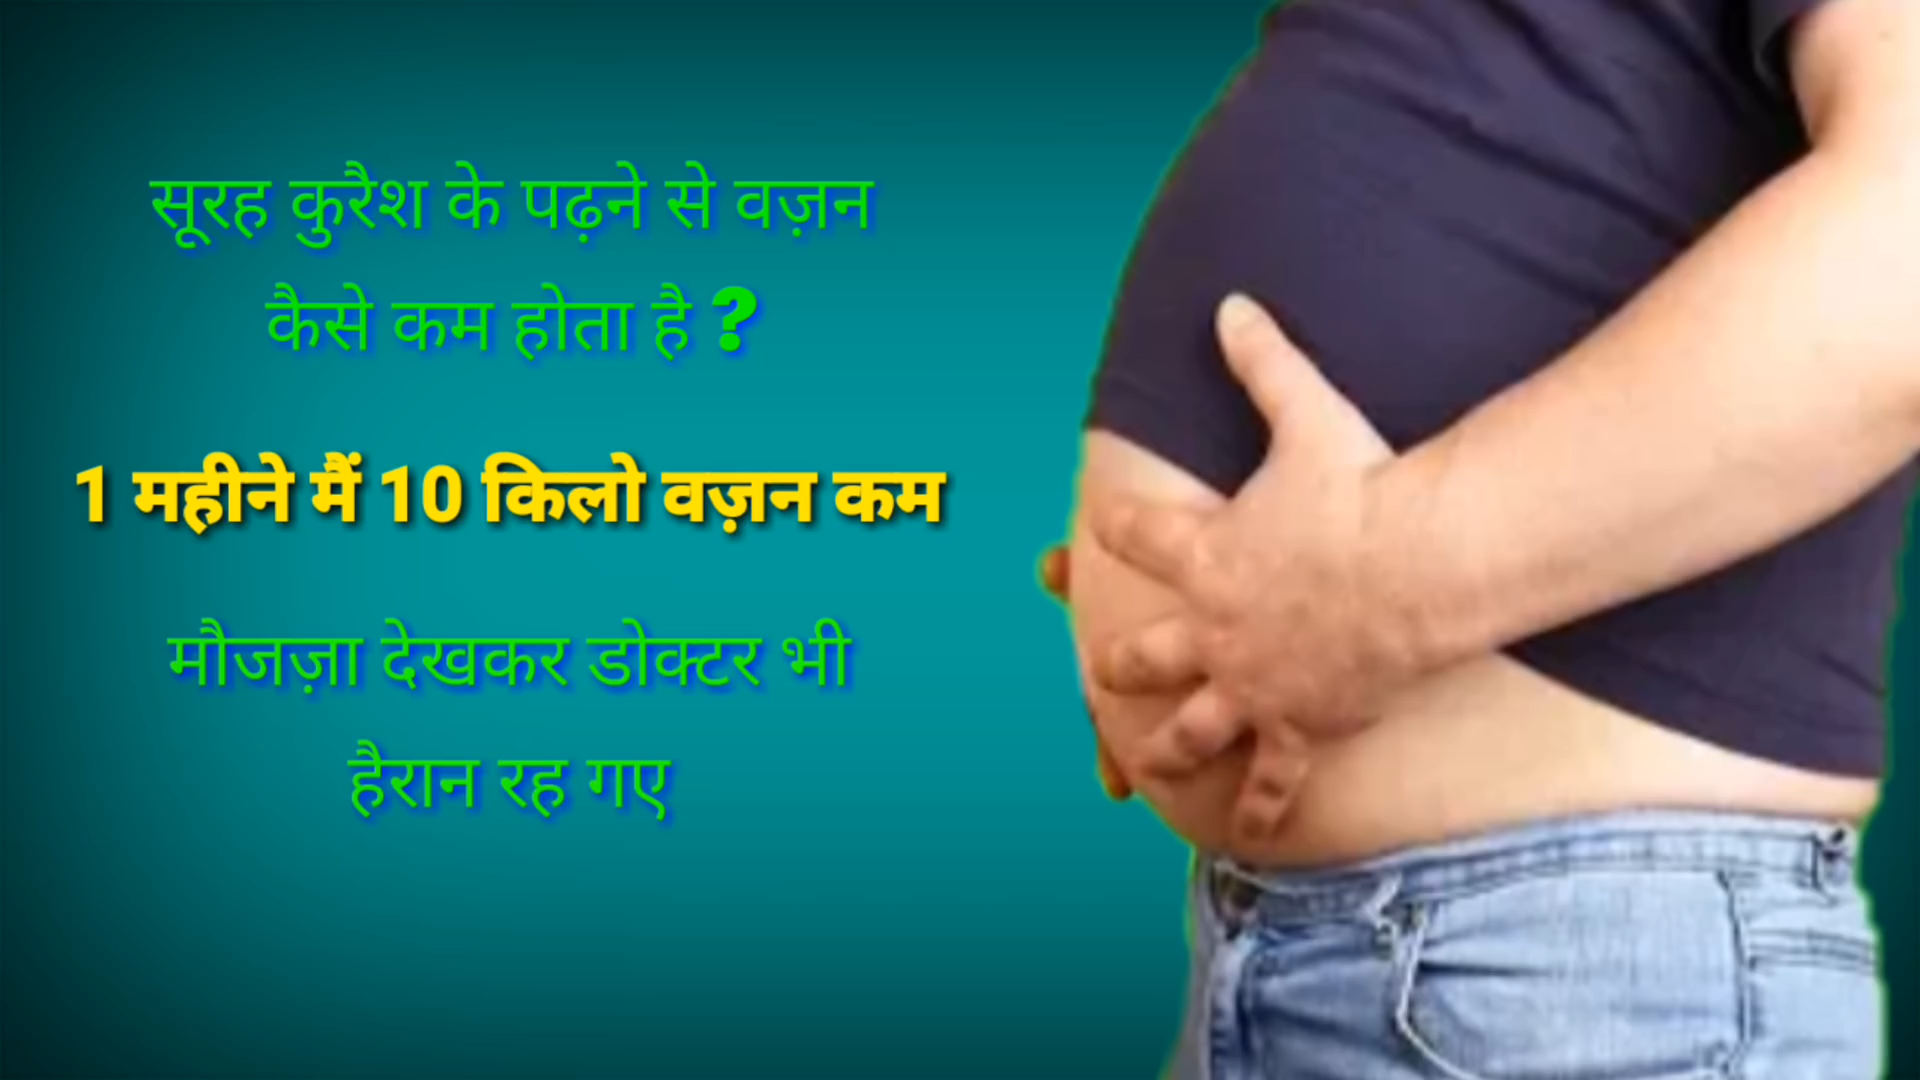 सूरह कुरैश के पढ़ने से वज़न
कैसे कम होता है ?
1 महीने मैं 10 किलो वज़न कम
मौजज़ा देखकर डोक्टर भी
हैरान रह गए